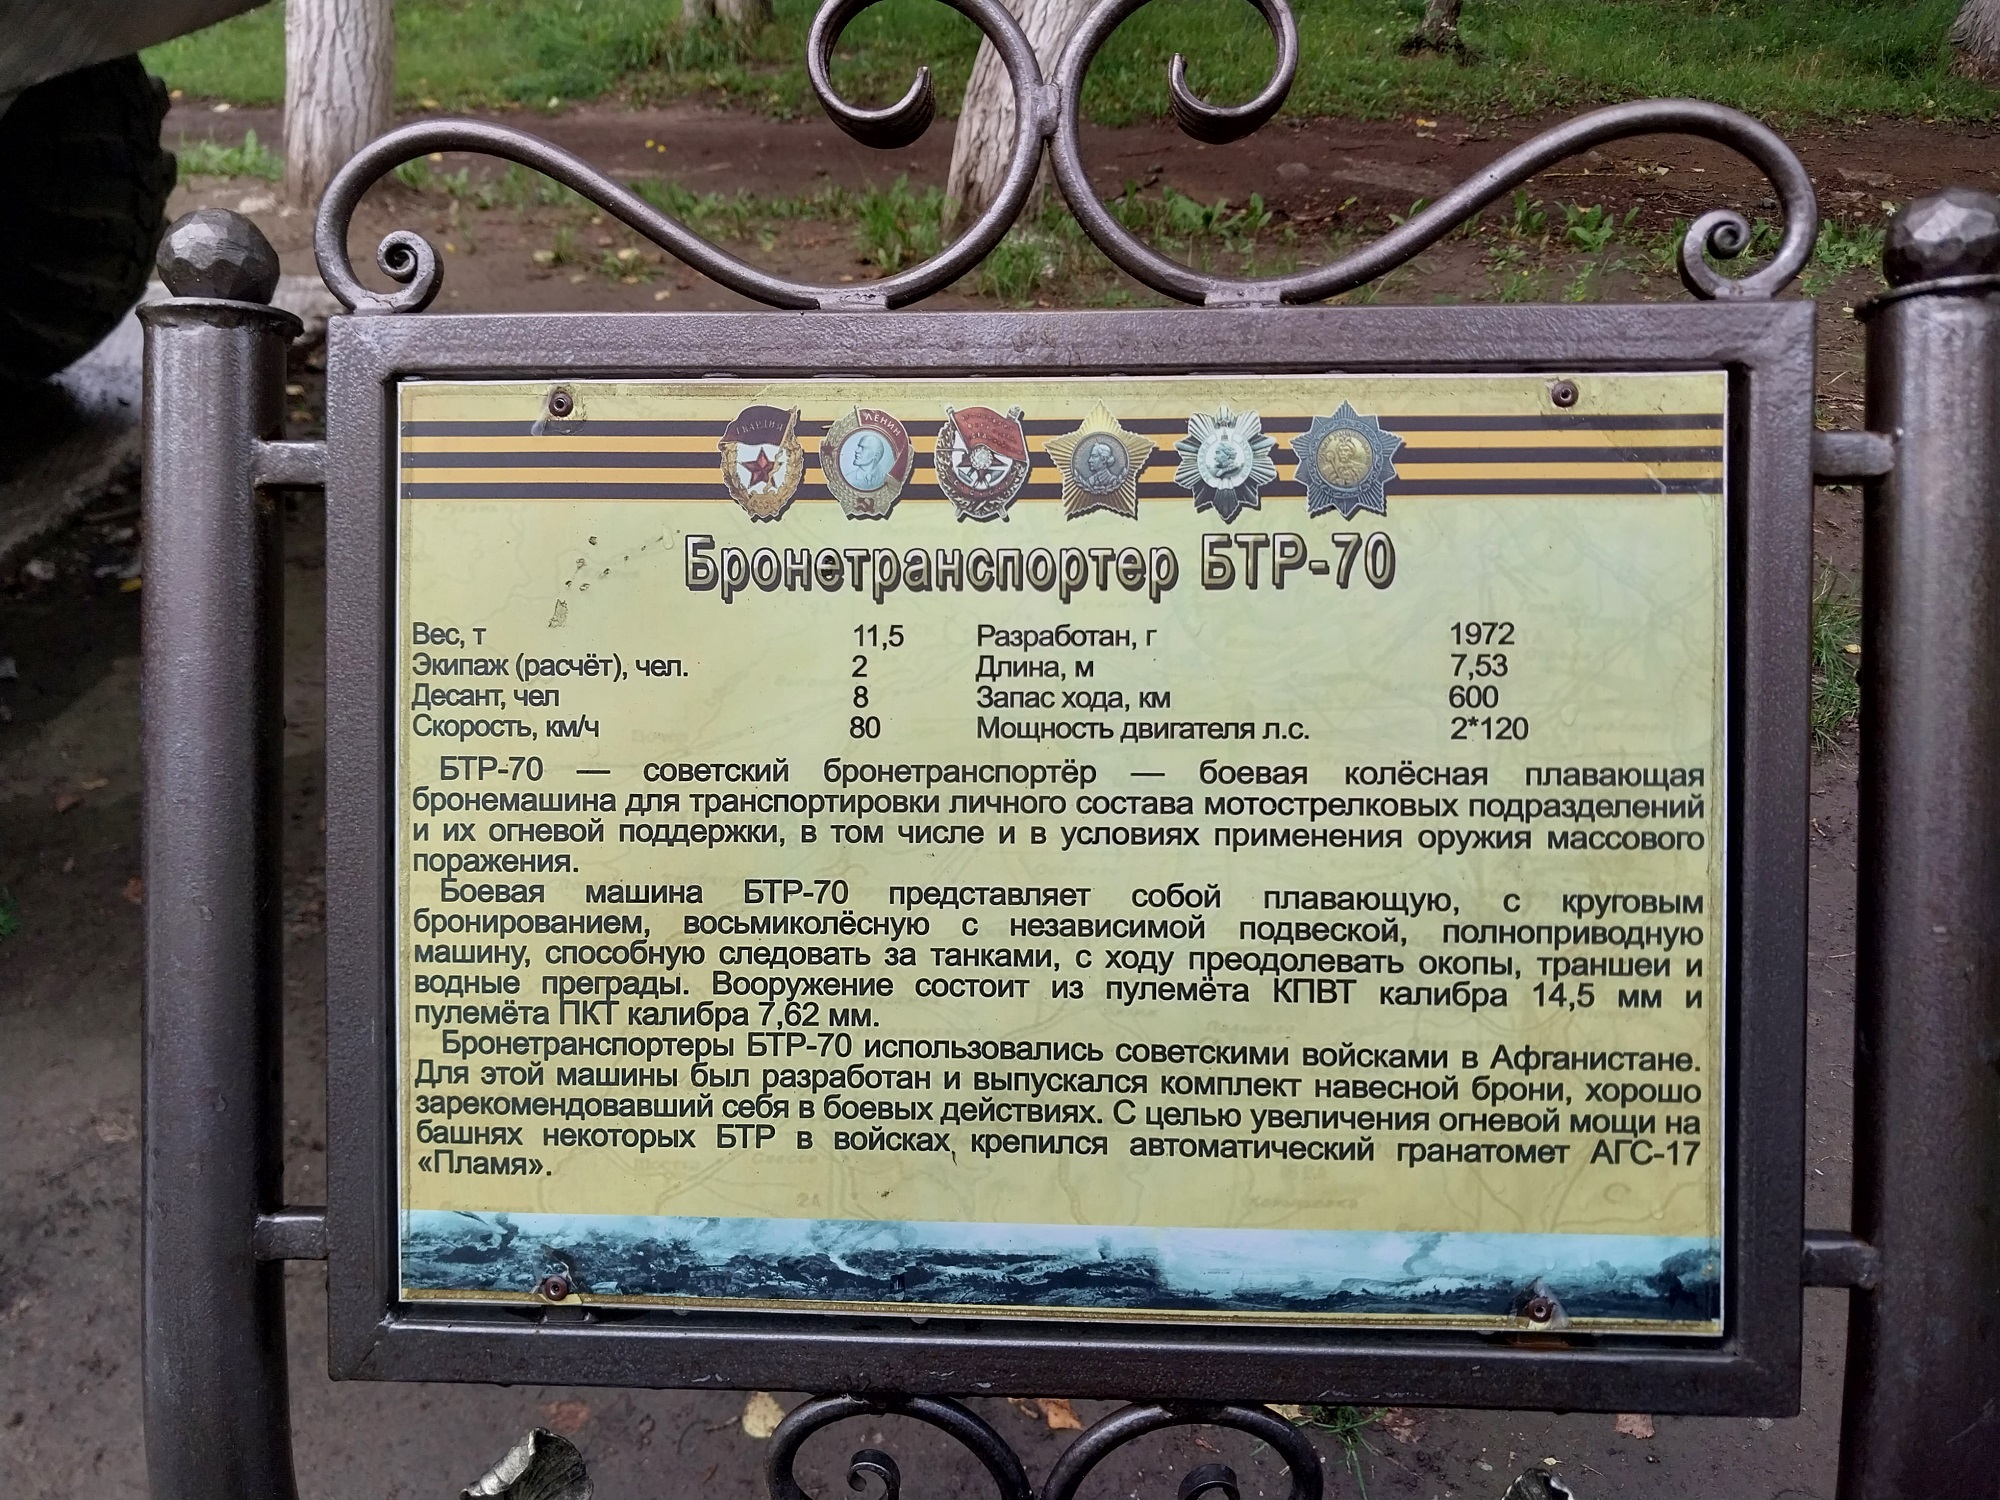 ГВАРДИЯ
ЛЕНИН
Бронетранспортер БТР-70
Вес, т 11,5 Разработан, г 1972
Экипаж (расчёт), чел. 2 Длина, м 7,53
Десант, чел 8 Запас хода, км 600
Скорость, км/ч 80 Мощность двигателя л.с. 2*120
БТР-70 — советский бронетранспортёр — боевая колёсная плавающая
бронемашина для транспортировки личного состава мотострелковых подразделений
и их огневой поддержки, в том числе и в условиях применения оружия массового
поражения.
Боевая машина БТР-70 представляет собой плавающую, с круговым
бронированием, восьмиколёсную с независимой подвеской, полноприводную
машину, способную следовать за танками, с ходу преодолевать окопы, траншеи и
водные преграды. Вооружение состоит из пулемёта КПВТ калибра 14,5 мм и
пулемёта ПКТ калибра 7,62 мм.
Бронетранспортеры БТР-70 использовались советскими войсками в Афганистане.
Для этой машины был разработан и выпускался комплект навесной брони, хорошо
зарекомендовавший себя в боевых действиях. С целью увеличения огневой мощи на
башнях некоторых БТР в войсках крепился автоматический гранатомет АГС-17
«Пламя».